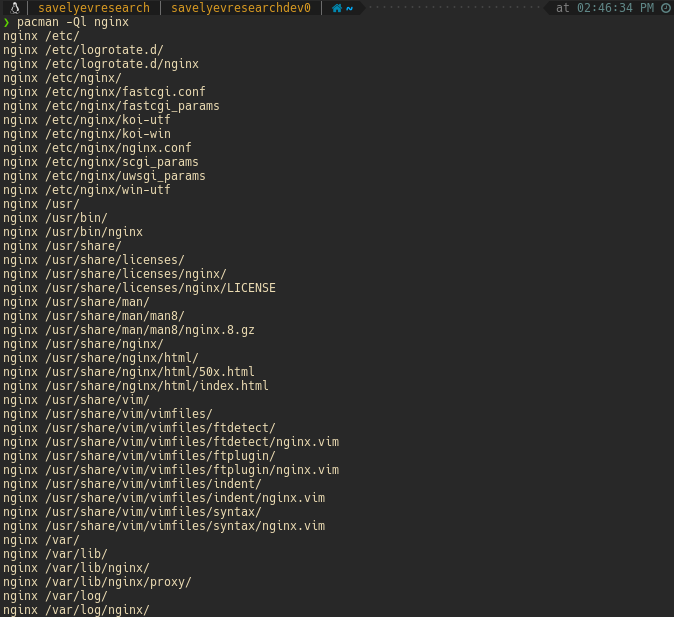 savelyevresearch | savelyevresearchdev0 | ~ at 02:46:34 PM
❯ pacman -Ql nginx
nginx /etc/
nginx /etc/logrotate.d/
nginx /etc/logrotate.d/nginx
nginx /etc/nginx/
nginx /etc/nginx/fastcgi.conf
nginx /etc/nginx/fastcgi_params
nginx /etc/nginx/koi-utf
nginx /etc/nginx/koi-win
nginx /etc/nginx/nginx.conf
nginx /etc/nginx/scgi_params
nginx /etc/nginx/uwsgi_params
nginx /etc/nginx/win-utf
nginx /usr/
nginx /usr/bin/
nginx /usr/bin/nginx
nginx /usr/share/
nginx /usr/share/licenses/
nginx /usr/share/licenses/nginx/
nginx /usr/share/licenses/nginx/LICENSE
nginx /usr/share/man/
nginx /usr/share/man/man8/
nginx /usr/share/man/man8/nginx.8.gz
nginx /usr/share/nginx/
nginx /usr/share/nginx/html/
nginx /usr/share/nginx/html/50x.html
nginx /usr/share/nginx/html/index.html
nginx /usr/share/vim/
nginx /usr/share/vim/vimfiles/
nginx /usr/share/vim/vimfiles/ftdetect/
nginx /usr/share/vim/vimfiles/ftdetect/nginx.vim
nginx /usr/share/vim/vimfiles/ftplugin/
nginx /usr/share/vim/vimfiles/ftplugin/nginx.vim
nginx /usr/share/vim/vimfiles/indent/
nginx /usr/share/vim/vimfiles/indent/nginx.vim
nginx /usr/share/vim/vimfiles/syntax/
nginx /usr/share/vim/vimfiles/syntax/nginx.vim
nginx /var/
nginx /var/lib/
nginx /var/lib/nginx/
nginx /var/lib/nginx/proxy/
nginx /var/log/
nginx /var/log/nginx/